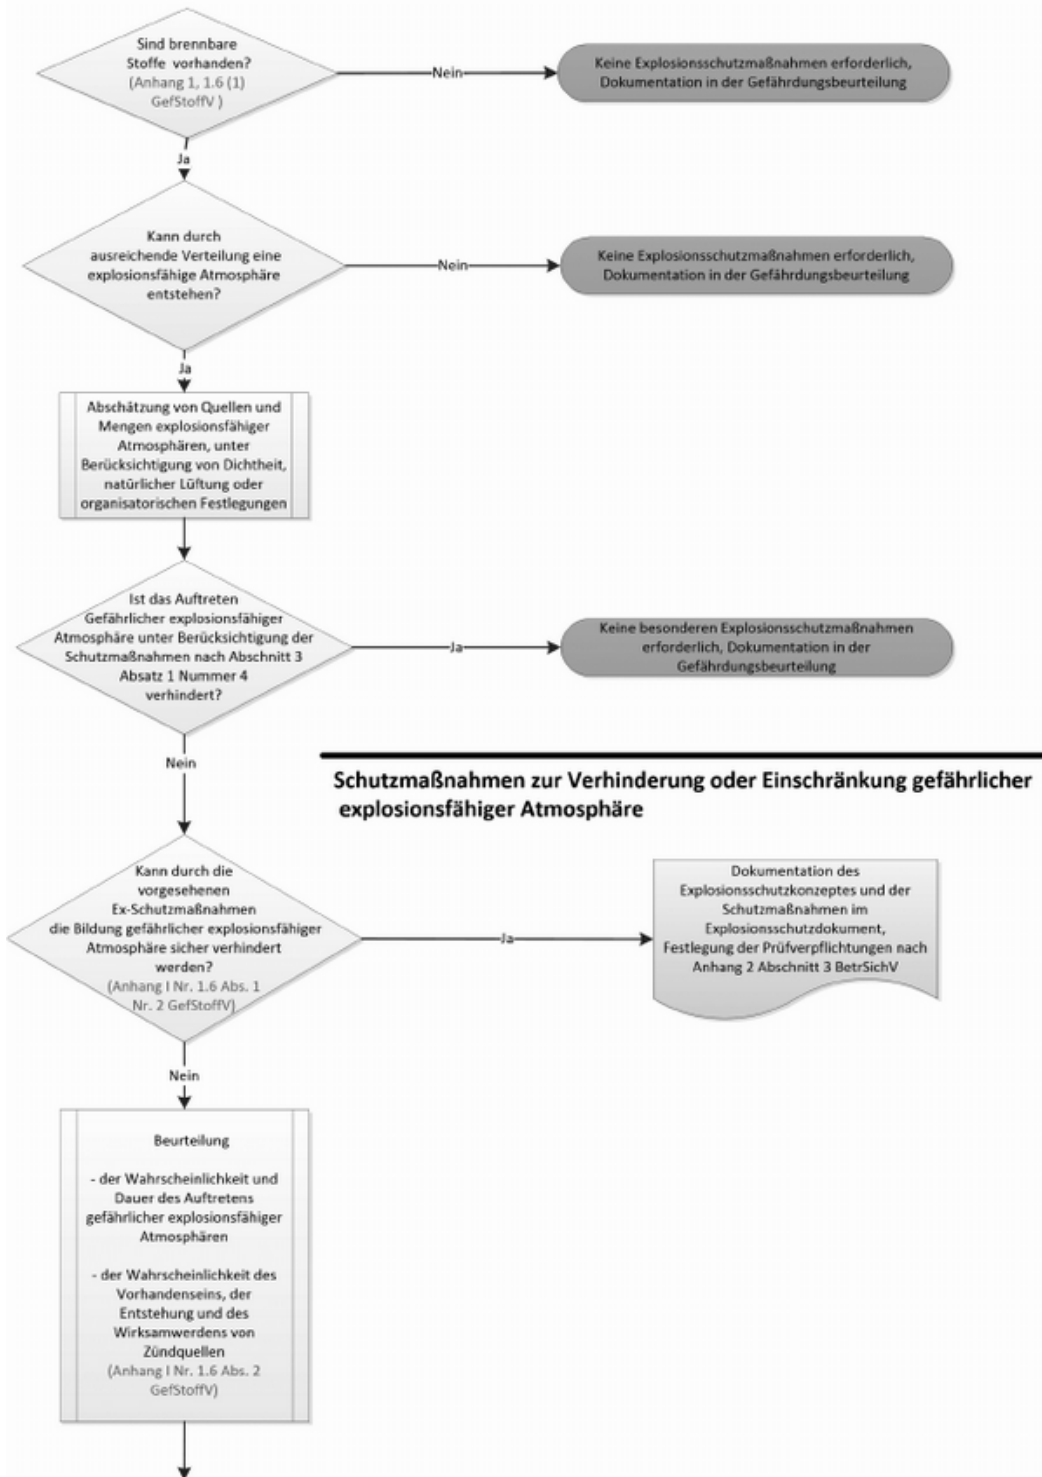 Sind brennbare
Stoffe vorhanden?
(Anhang 1, 1.6 (1)
GefStoffV )
Nein
Keine Explosionsschutzmaßnahmen erforderlich,
Dokumentation in der Gefährdungsbeurteilung
Ja
Kann durch
ausreichende Verteilung eine
explosionsfähige Atmosphäre
entstehen?
Nein
Keine Explosionsschutzmaßnahmen erforderlich,
Dokumentation in der Gefährdungsbeurteilung
Ja
Abschätzung von Quellen und
Mengen explosionsfähiger
Atmosphären, unter
Berücksichtigung von Dichtheit,
natürlicher Lüftung oder
organisatorischen Festlegungen
Ist das Auftreten
Gefährlicher explosionsfähiger
Atmosphäre unter Berücksichtigung der
Schutzmaßnahmen nach Abschnitt 3
Absatz 1 Nummer 4
verhindert?
Ja
Keine besonderen Explosionsschutzmaßnahmen
erforderlich, Dokumentation in der
Gefährdungsbeurteilung
Nein
Schutzmaßnahmen zur Verhinderung oder Einschränkung gefährlicher
explosionsfähiger Atmosphäre
Kann durch die
vorgesehenen
Ex-Schutzmaßnahmen
die Bildung gefährlicher explosionsfähiger
Atmosphäre sicher verhindert
werden?
(Anhang I Nr. 1.6 Abs. 1
Nr. 2 GefStoffV)
Ja
Dokumentation des
Explosionsschutzkonzeptes und der
Schutzmaßnahmen im
Explosionsschutzdokument,
Festlegung der Prüfverpflichtungen nach
Anhang 2 Abschnitt 3 BetrSichV
Nein
Beurteilung
- der Wahrscheinlichkeit und
Dauer des Auftretens
gefährlicher explosionsfähiger
Atmosphären
- der Wahrscheinlichkeit des
Vorhandenseins, der
Entstehung und des
Wirksamwerdens von
Zündquellen
(Anhang I Nr. 1.6 Abs. 2
GefStoffV)